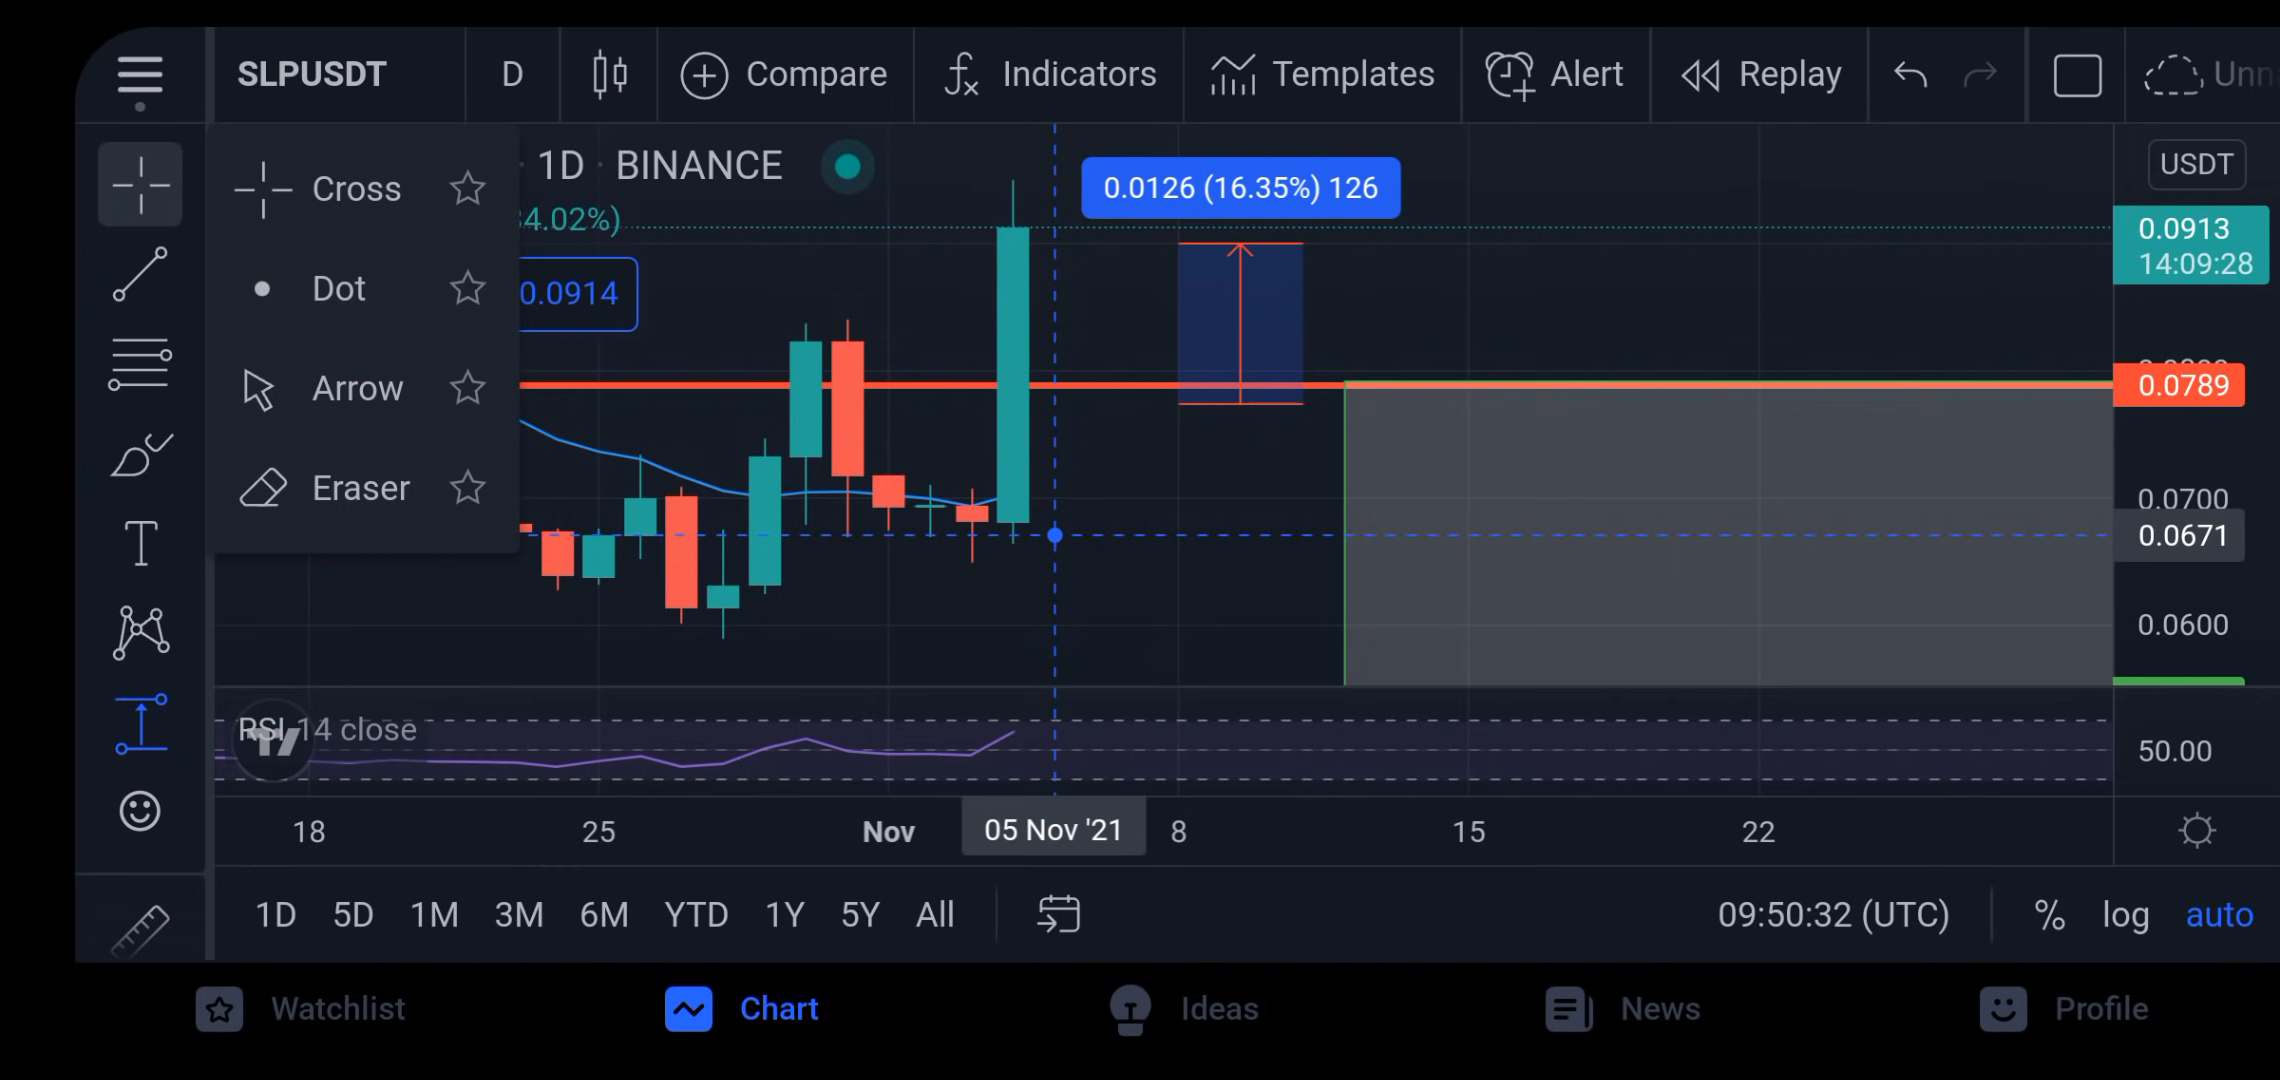 SLPUSDT D Compare Indicators Templates Alert Replay Unn
Cross
Dot
Arrow
Eraser
· 1D · BINANCE
4.02%)
0.0914
0.0126 (16.35%) 126
USDT
0.0913
14:09:28
0.0789
0.0700
0.0671
0.0600
RSI 14 close
50.00
18 25 Nov 05 Nov '21 8 15 22
1D 5D 1M 3M 6M YTD 1Y 5Y All 09:50:32 (UTC) % log auto
Watchlist Chart Ideas News Profile